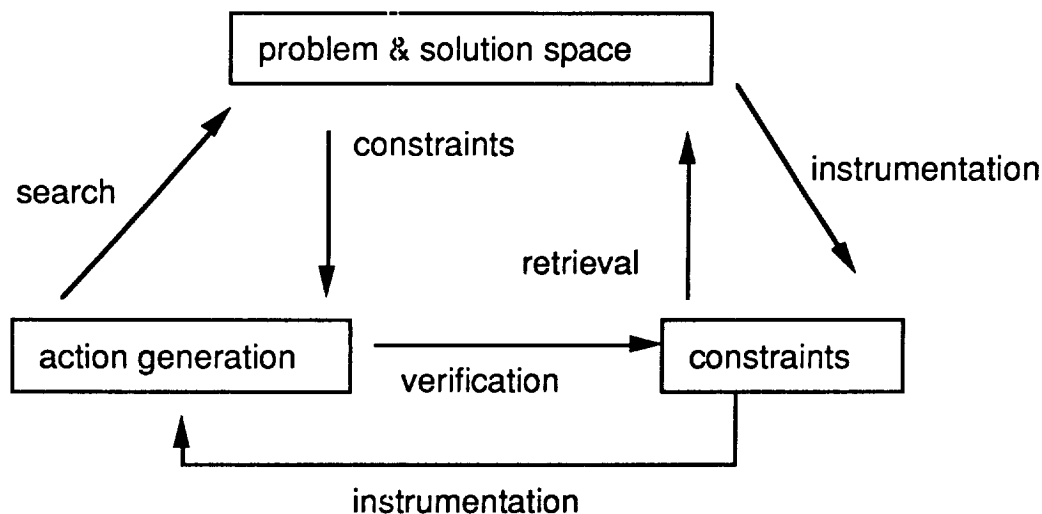 problem & solution space
constraints
instrumentation
search
retrieval
action generation
constraints
verification
instrumentation